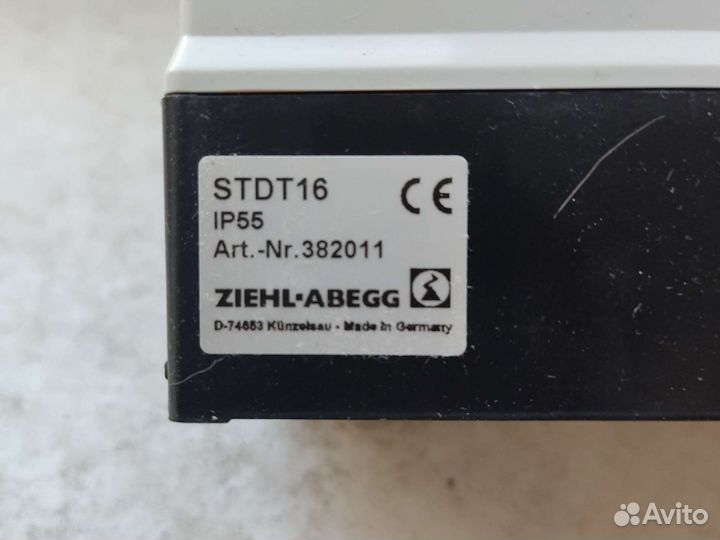 STDT16
CE
IP55
Art.-Nr.382011
ZIEHL-ABEGG
D-74653 Künzelsau - Made in Germany
Avito